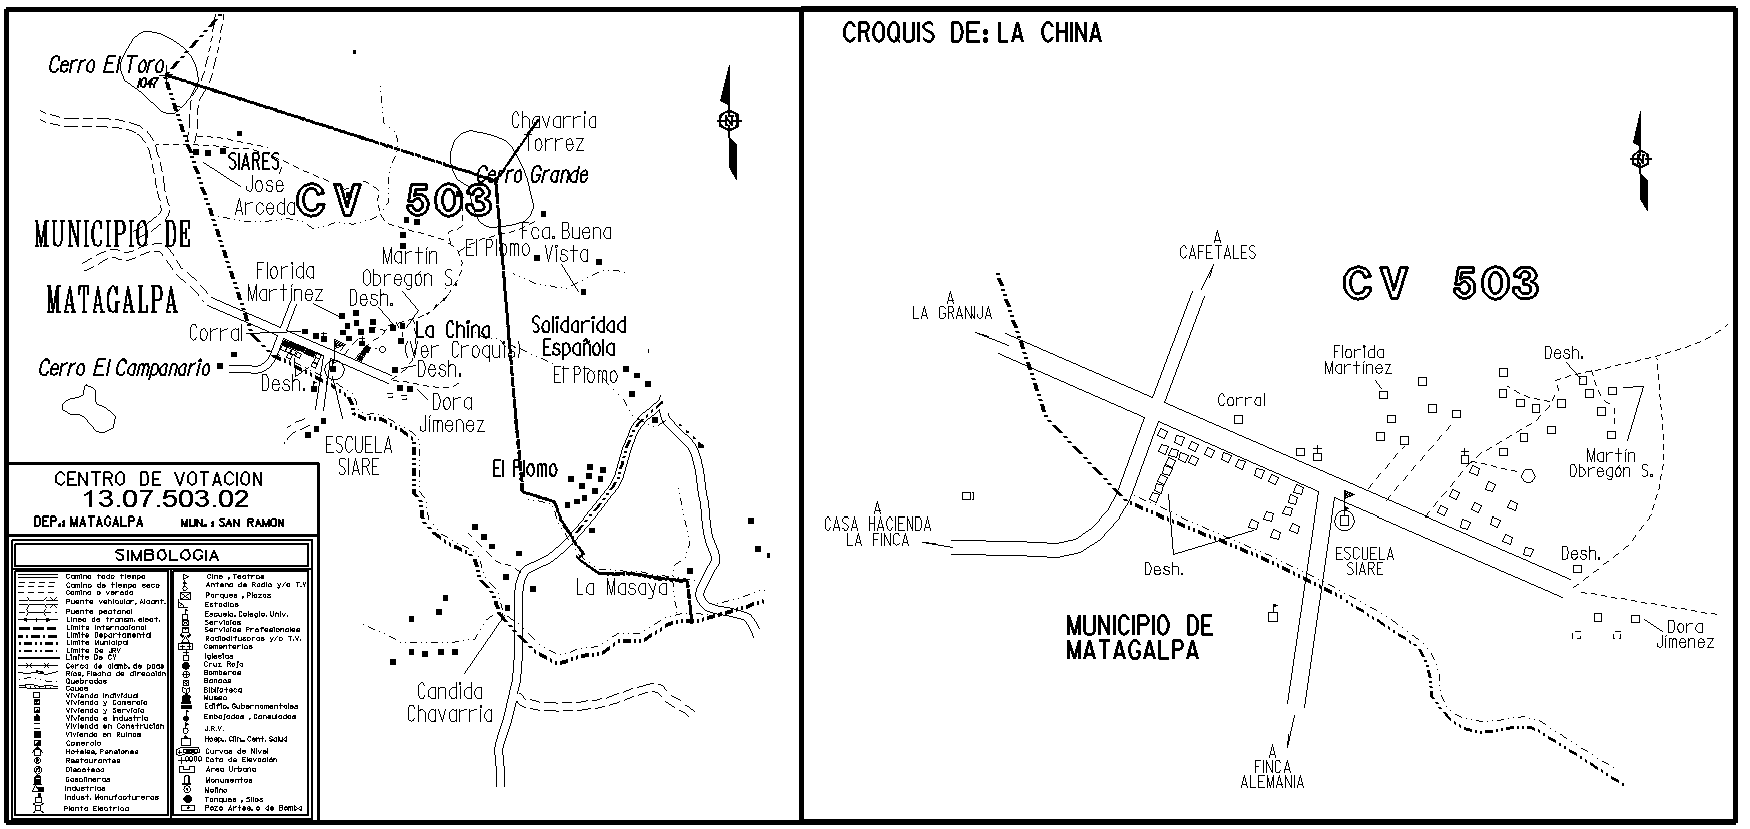 Cerro El Toro
1047
Chavarria
Torrez
N
SIARES
Jose
Arceda
Cerro Grande
CV 503
MUNICIPIO DE
MATAGALPA
El Plomo
Fca. Buena
Vista
Martín
Obregón S.
Florida
Martínez
Desh.
Corral
La China
(Ver Croquis)
Solidaridad
Española
El Plomo
Cerro El Campanario
Desh.
Desh.
Dora
Jímenez
ESCUELA
SIARE
El Plomo
La Masaya
Candida
Chavarria
CENTRO DE VOTACION
13.07.503.02
DEP.: MATAGALPA MUN.: SAN RAMON
SIMBOLOGIA
Camino todo tiempo
Camino de tiempo seco
Camino o vereda
Puente vehicular, Alcant.
Puente peatonal
Linea de transm. elect.
Limite Internacional
Limite Departamental
Limite Municipal
Limite De JRV
Limite De CV
Cerca de alamb. de puas
Rios, Flecha de dirección
Quebradas
Cauce
Vivienda Individual
Vivienda y Comercio
Vivienda y Servicio
Vivienda e Industria
Vivienda en Construcción
Vivienda en Ruinas
Comercio
Hoteles, Pensiones
Restaurantes
Discoteca
Gasolineras
Industrias
Indust. Manufactureras
Planta Electrica
Cine, Teatros
Antena de Radio y/o T.V
Parques, Plazas
Estadios
Escuela, Colegio, Univ.
Servicios
Servicios Profesionales
Radiodifusoras y/o T.V.
Cementerios
Iglesias
Cruz Roja
Bomberos
Bancos
Biblioteca
Museo
Edific. Gubernamentales
Embajadas, Consulados
J.R.V.
Hosp., Clin., Cent. Salud
Curvas de Nivel
Cota de Elevación
Area Urbana
Monumentos
Molino
Tanques, Silos
Pozo Artes. o de Bomba
CROQUIS DE: LA CHINA
N
A
CAFETALES
CV 503
A
LA GRANJA
Florida
Martínez
Desh.
Corral
Martín
Obregón S.
A
CASA HACIENDA
LA FINCA
Desh.
ESCUELA
SIARE
Desh.
MUNICIPIO DE
MATAGALPA
Dora
Jímenez
A
FINCA
ALEMANIA